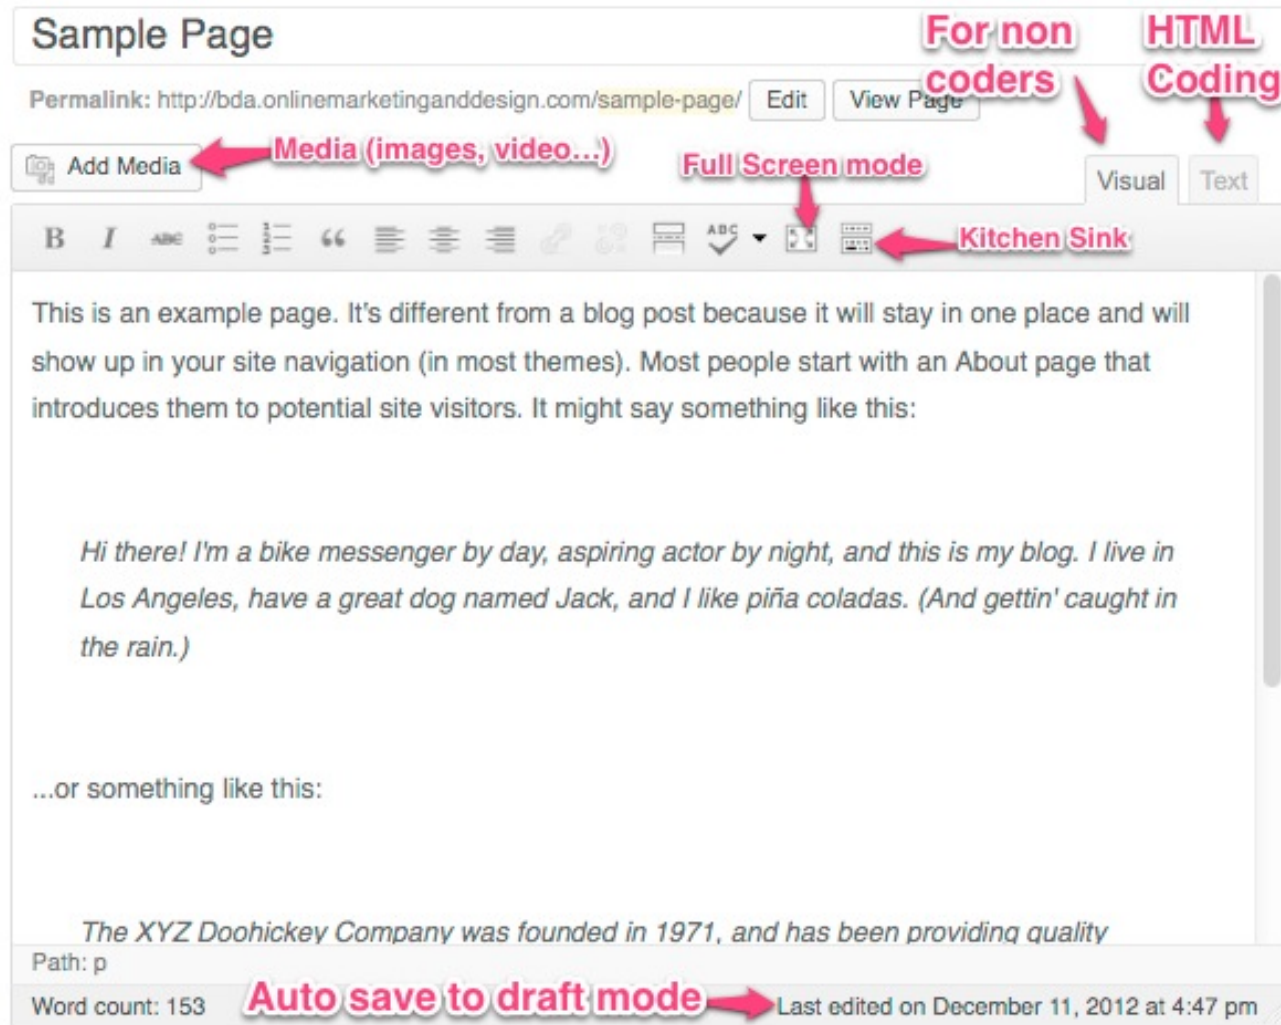 Sample Page
For non coders
HTML Coding
Permalink: http://bda.onlinemarketinganddesign.com/sample-page/ Edit View Page
Add Media
Media (images, video...)
Full Screen mode
Visual Text
B I ABC “ ABC
Kitchen Sink
This is an example page. It's different from a blog post because it will stay in one place and will
show up in your site navigation (in most themes). Most people start with an About page that
introduces them to potential site visitors. It might say something like this:
Hi there! I'm a bike messenger by day, aspiring actor by night, and this is my blog. I live in
Los Angeles, have a great dog named Jack, and I like piña coladas. (And gettin' caught in
the rain.)
...or something like this:
The XYZ Doohickey Company was founded in 1971, and has been providing quality
Path: p
Word count: 153
Auto save to draft mode
Last edited on December 11, 2012 at 4:47 pm